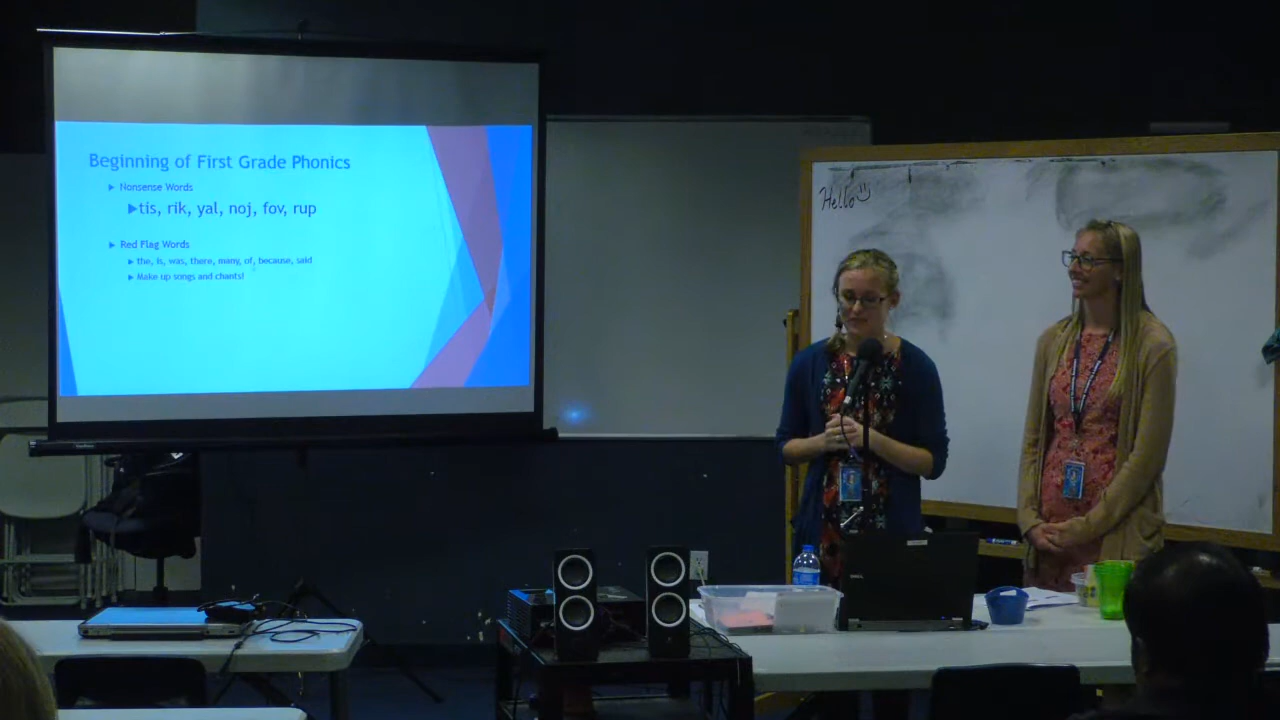 Beginning of First Grade Phonics
Nonsense Words
tis, rik, yal, noj, fov, rup
Red Flag Words
the, is, was, there, many, of, because, said
Make up songs and chants!
Hello